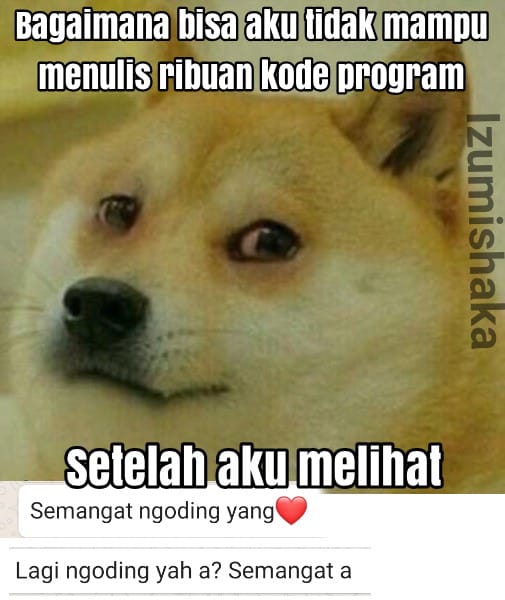 Bagaimana bisa aku tidak mampu
menulis ribuan kode program
Izumishaka
setelah aku melihat
Semangat ngoding yang❤️
Lagi ngoding yah a? Semangat a